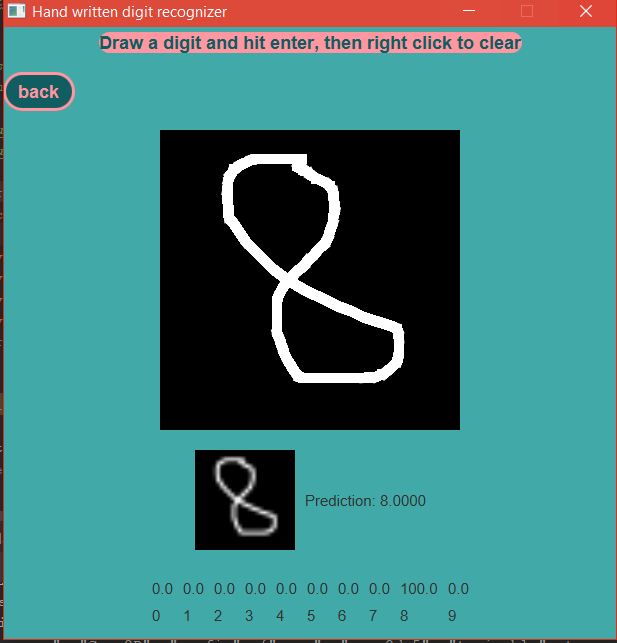 Hand written digit recognizer
Draw a digit and hit enter, then right click to clear
back
8
8
Prediction: 8.0000
0.0 0.0 0.0 0.0 0.0 0.0 0.0 0.0 100.0 0.0
0 1 2 3 4 5 6 7 8 9